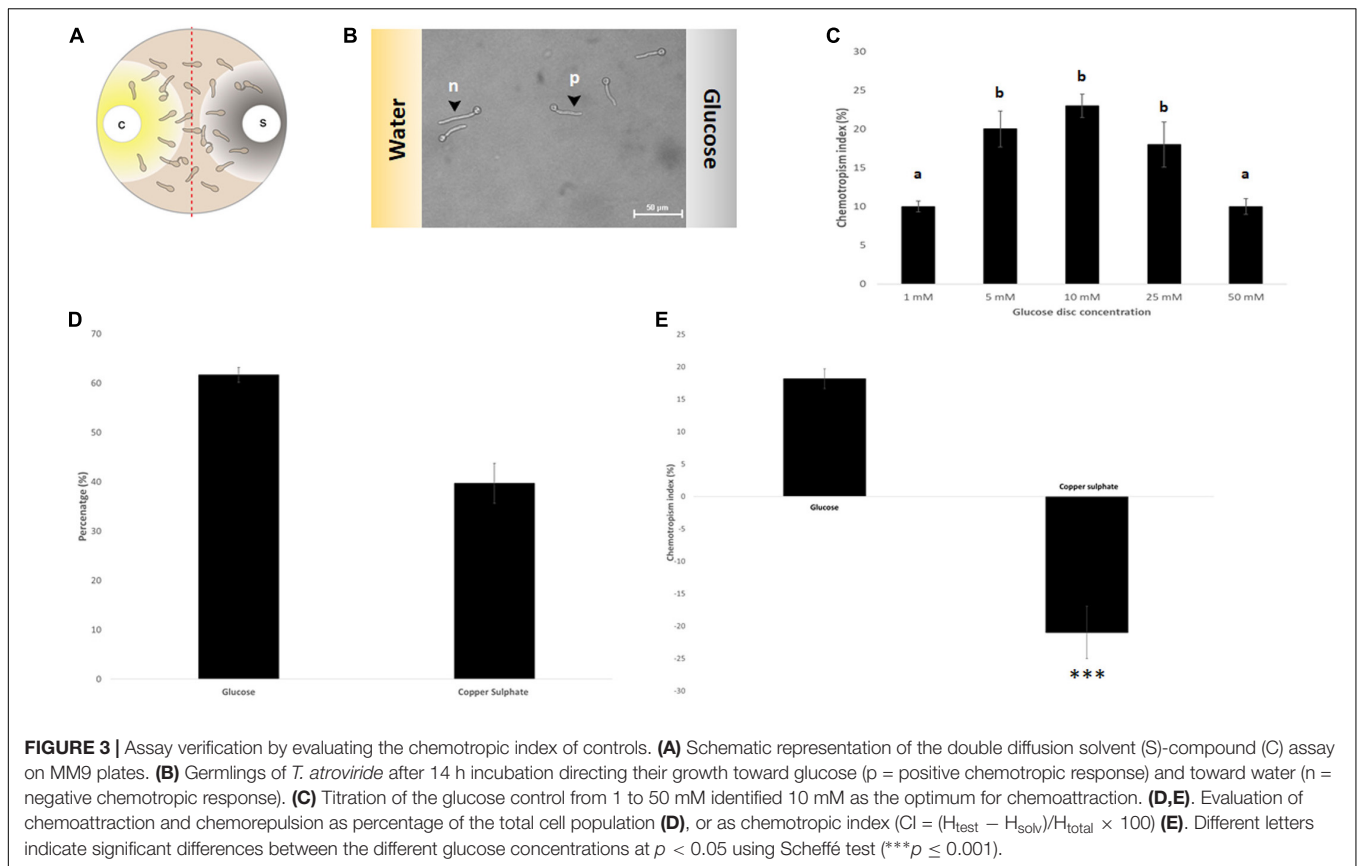 A
C
S
B
Water
n
p
50 µm
Glucose
C
Chemotropism index (%)
30
25
20
15
10
5
0
a
b
b
b
a
1 mM
5 mM
10 mM
25 mM
50 mM
Glucose disc concentration
D
Percenatge (%)
70
60
50
40
30
20
10
0
Glucose
Copper Sulphate
E
Chemotropism index (%)
25
20
15
10
5
0
-5
-10
-15
-20
-25
-30
Glucose
Copper sulphate
***
FIGURE 3 | Assay verification by evaluating the chemotropic index of controls. (A) Schematic representation of the double diffusion solvent (S)-compound (C) assay
on MM9 plates. (B) Germlings of T. atroviride after 14 h incubation directing their growth toward glucose (p = positive chemotropic response) and toward water (n =
negative chemotropic response). (C) Titration of the glucose control from 1 to 50 mM identified 10 mM as the optimum for chemoattraction. (D,E). Evaluation of
chemoattraction and chemorepulsion as percentage of the total cell population (D), or as chemotropic index (CI = (Htest − Hsolv)/Htotal × 100) (E). Different letters
indicate significant differences between the different glucose concentrations at p < 0.05 using Scheffé test (***p ≤ 0.001).